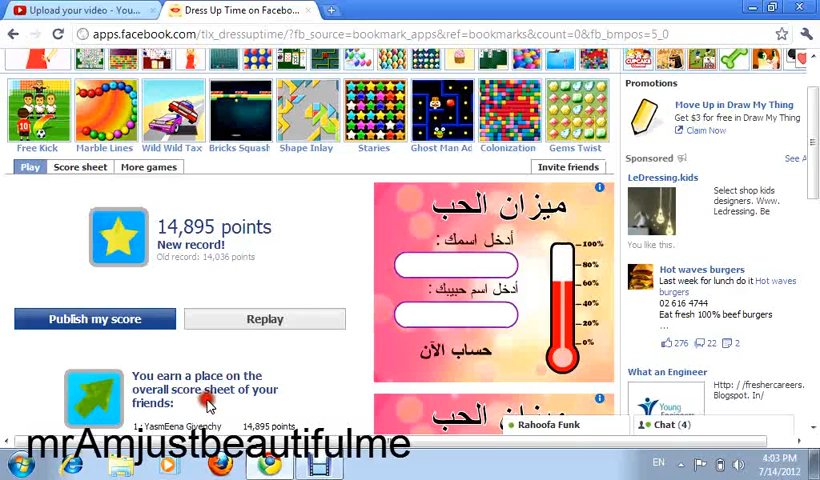 Upload your video - You...
Dress Up Time on Facebo...
apps.facebook.com/tix_dressuptime/?fb_source=bookmark_apps&ref=bookmarks&count=0&fb_bmpos=5_0
Free Kick
Marble Lines
Wild Wild Tax
Bricks Squash
Shape Inlay
Staries
Ghost Man Ad
Colonization
Gems Twist
Play
Score sheet
More games
Invite friends
14,895 points
New record!
Old record: 14,036 points
Publish my score
Replay
You earn a place on the
overall score sheet of your
friends:
1. YasmEena Givenchy 14,895 points
ميزان الحب
أدخل اسمك :
أدخل اسم حبيبك :
حساب الآن
100%
80%
60%
40%
20%
0%
ميزان الحب
Promotions
Move Up in Draw My Thing
Get $3 for free in Draw My
Thing.
Claim Now
Sponsored
See A
LeDressing.kids
Select shop kids
designers. Www.
Ledressing. Be
You like this.
Hot waves burgers
Last week for lunch do it Hot waves
burgers
02 616 4744
Eat fresh 100% beef burgers
...
276 22 2
What an Engineer
Http: / /freshercareers.
Blogspot. In/
Young
Rahoofa Funk
Chat (4)
mrAmjustbeautifulme
EN
4:03 PM
7/14/2012